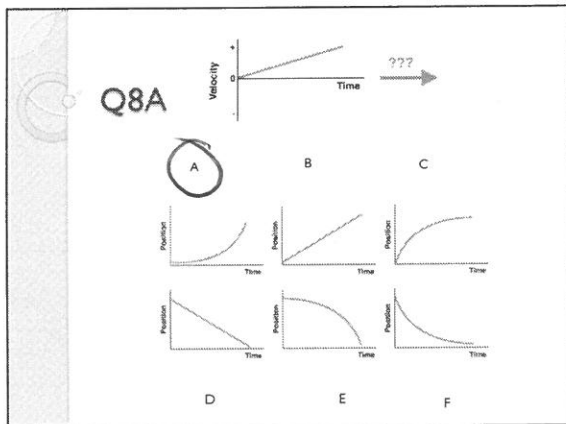 +
???
Velocity
0
Time
-
Q8A
A
B
C
Position
Time
Position
Time
Position
Time
Position
Time
Position
Time
Position
Time
D
E
F